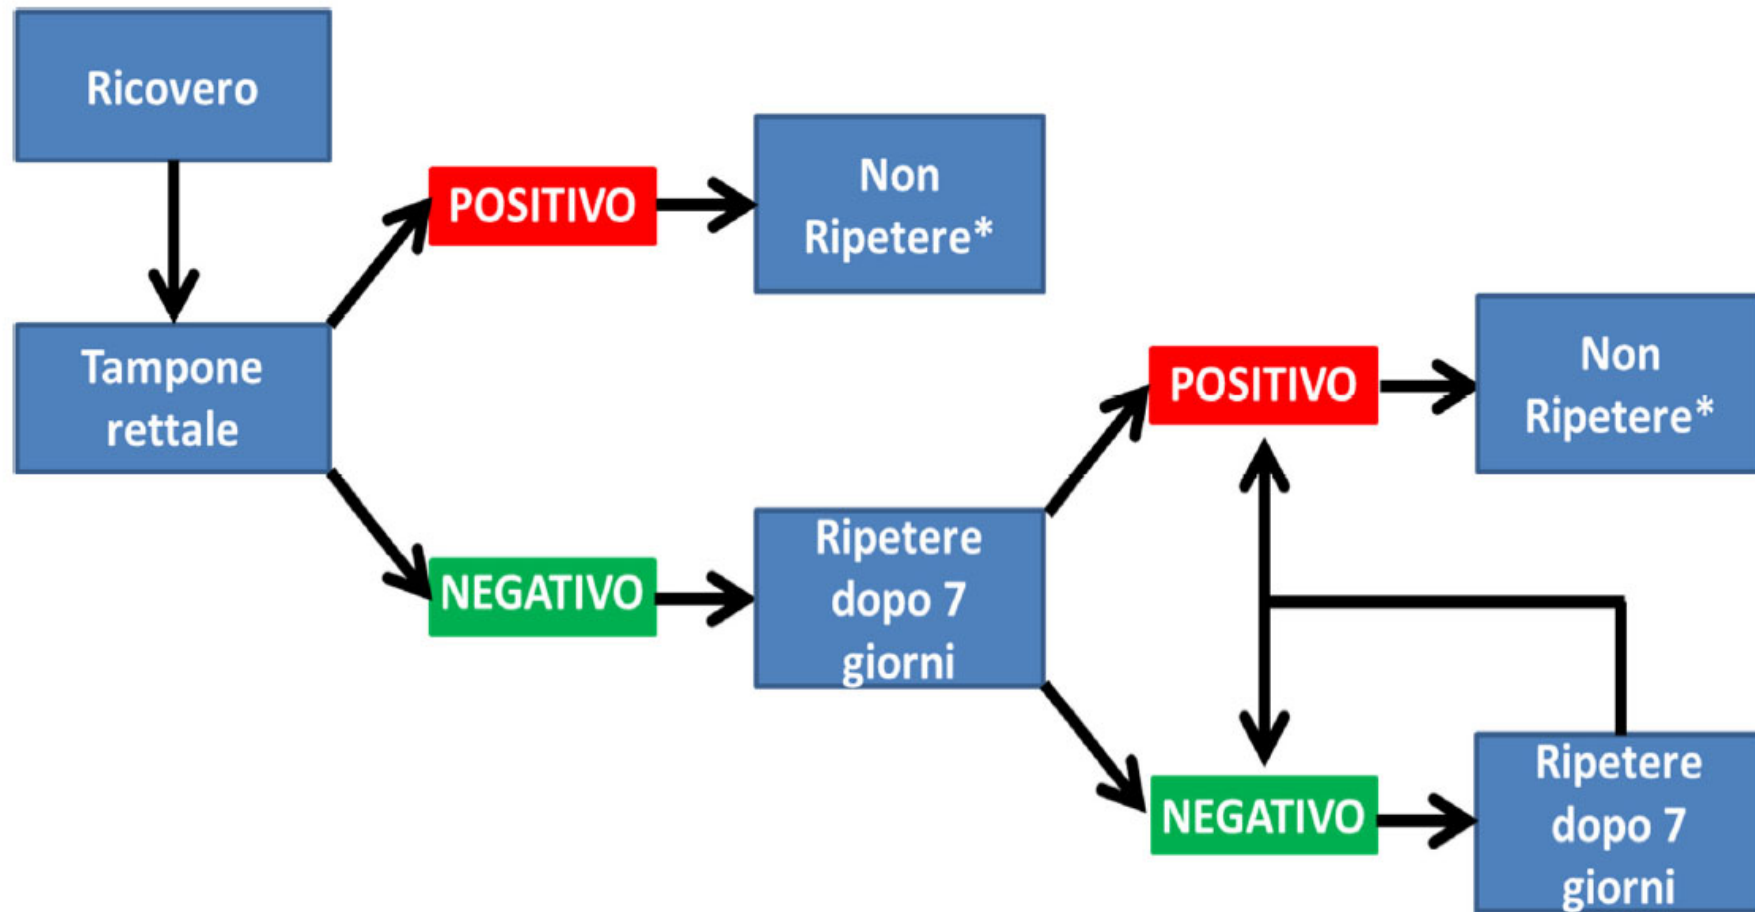 Ricovero
Tampone
rettale
POSITIVO
Non
Ripetere*
NEGATIVO
Ripetere
dopo 7
giorni
POSITIVO
Non
Ripetere*
NEGATIVO
Ripetere
dopo 7
giorni